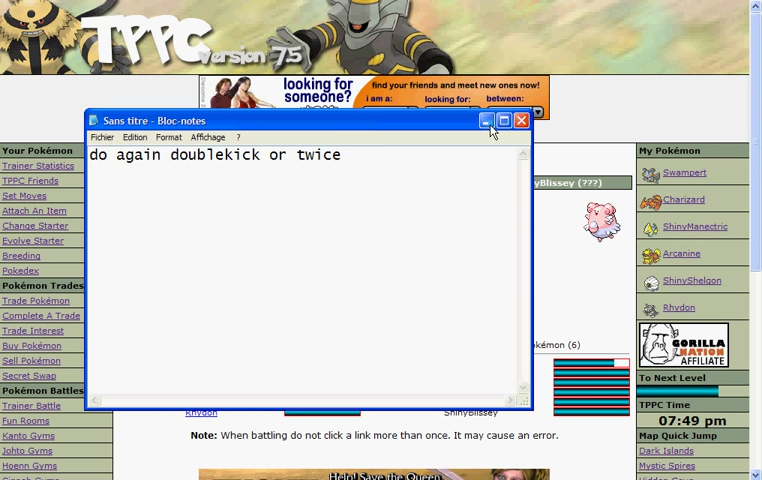 TPPC version 7.5
looking for someone?
find your friends and meet new ones now!
i am:
looking for:
between:
Sans titre - Bloc-notes
Fichier Edition Format Affichage ?
do again doublekick or twice
Your Pokémon
Trainer Statistics
TPPC Friends
Set Moves
Attach An Item
Change Starter
Evolve Starter
Breeding
Pokedex
Pokémon Trades
Trade Pokémon
Complete A Trade
Trade Interest
Buy Pokémon
Sell Pokémon
Secret Swap
Pokémon Battles
Trainer Battle
Fun Rooms
Kanto Gyms
Johto Gyms
Hoenn Gyms
Sinnoh Gyms
yBlissey (???)
okémon (6)
Rhydon
ShinyBlissey
Note: When battling do not click a link more than once. It may cause an error.
Help! Save the Queen
My Pokémon
Swampert
Charizard
ShinyManectric
Arcanine
ShinyShelgon
Rhydon
GORILLA
NATION
AFFILIATE
To Next Level
TPPC Time
07:49 pm
Map Quick Jump
Dark Islands
Mystic Spires